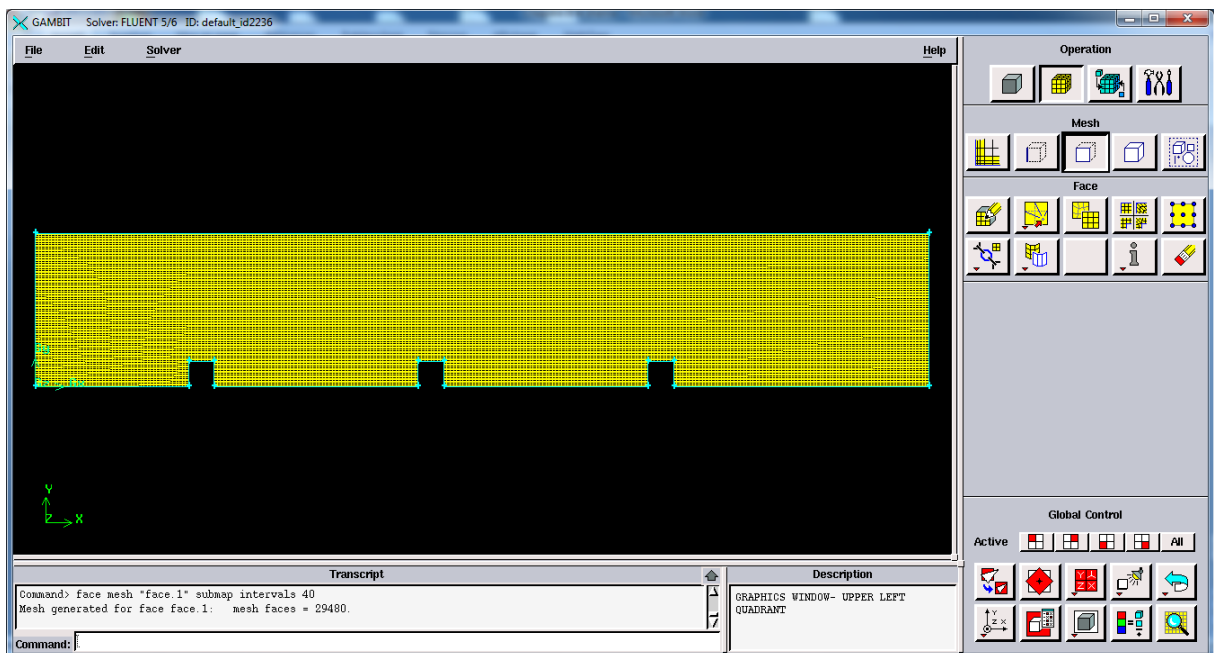 GAMBIT Solver: FLUENT 5/6 ID: default_id2236
File Edit Solver Help
Operation
Mesh
Face
Y
Z X
Global Control
Active All
Transcript
Command> face mesh "face.1" submap intervals 40
Mesh generated for face face.1: mesh faces = 29480.
Command:
Description
GRAPHICS WINDOW- UPPER LEFT
QUADRANT